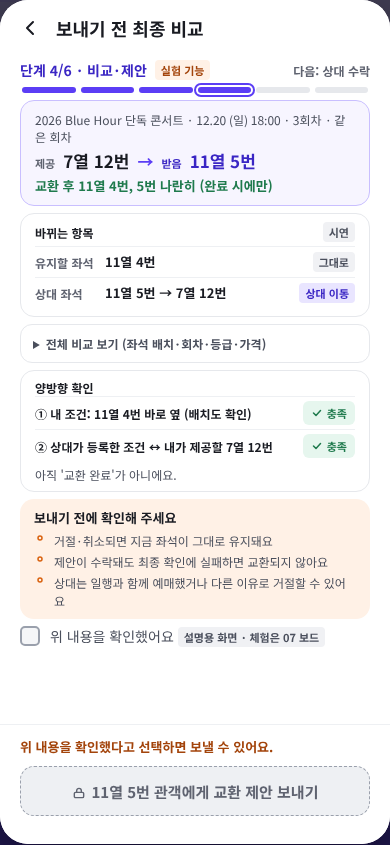 보내기 전 최종 비교
단계 4/6 · 비교·제안 실험 기능 다음: 상대 수락
2026 Blue Hour 단독 콘서트 · 12.20 (일) 18:00 · 3회차 · 같
은 회차
제공 7열 12번 → 받음 11열 5번
교환 후 11열 4번, 5번 나란히 (완료 시에만)
바뀌는 항목 시연
유지할 좌석 11열 4번 그대로
상대 좌석 11열 5번 → 7열 12번 상대 이동
▶ 전체 비교 보기 (좌석 배치·회차·등급·가격)
양방향 확인
① 내 조건: 11열 4번 바로 옆 (배치도 확인) ✓ 충족
② 상대가 등록한 조건 ↔ 내가 제공할 7열 12번 ✓ 충족
아직 '교환 완료'가 아니에요.
보내기 전에 확인해 주세요
거절·취소되면 지금 좌석이 그대로 유지돼요
제안이 수락돼도 최종 확인에 실패하면 교환되지 않아요
상대는 일행과 함께 예매했거나 다른 이유로 거절할 수 있어
요
위 내용을 확인했어요 설명용 화면 · 체험은 07 보드
위 내용을 확인했다고 선택하면 보낼 수 있어요.
11열 5번 관객에게 교환 제안 보내기